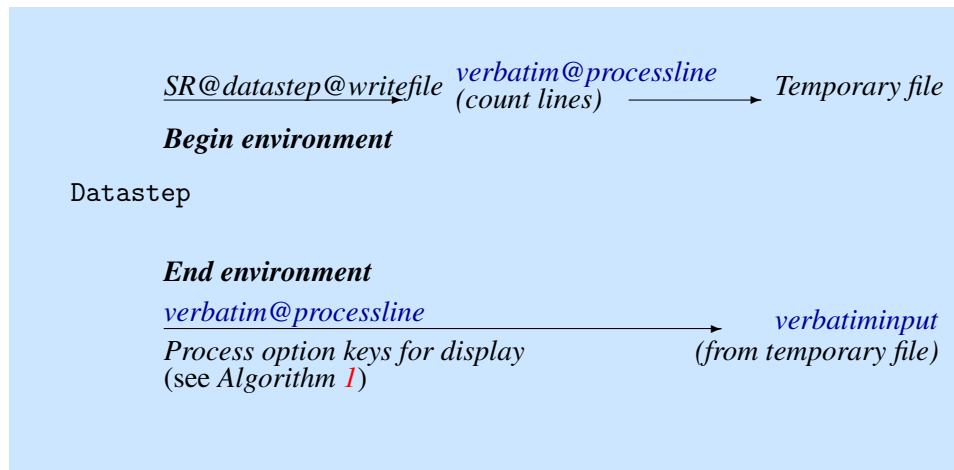 SR@datastep@writefile verbatim@processline Temporary file
(count lines)
Begin environment
Datastep
End environment
verbatim@processline verbatiminput
Process option keys for display (from temporary file)
(see Algorithm 1)